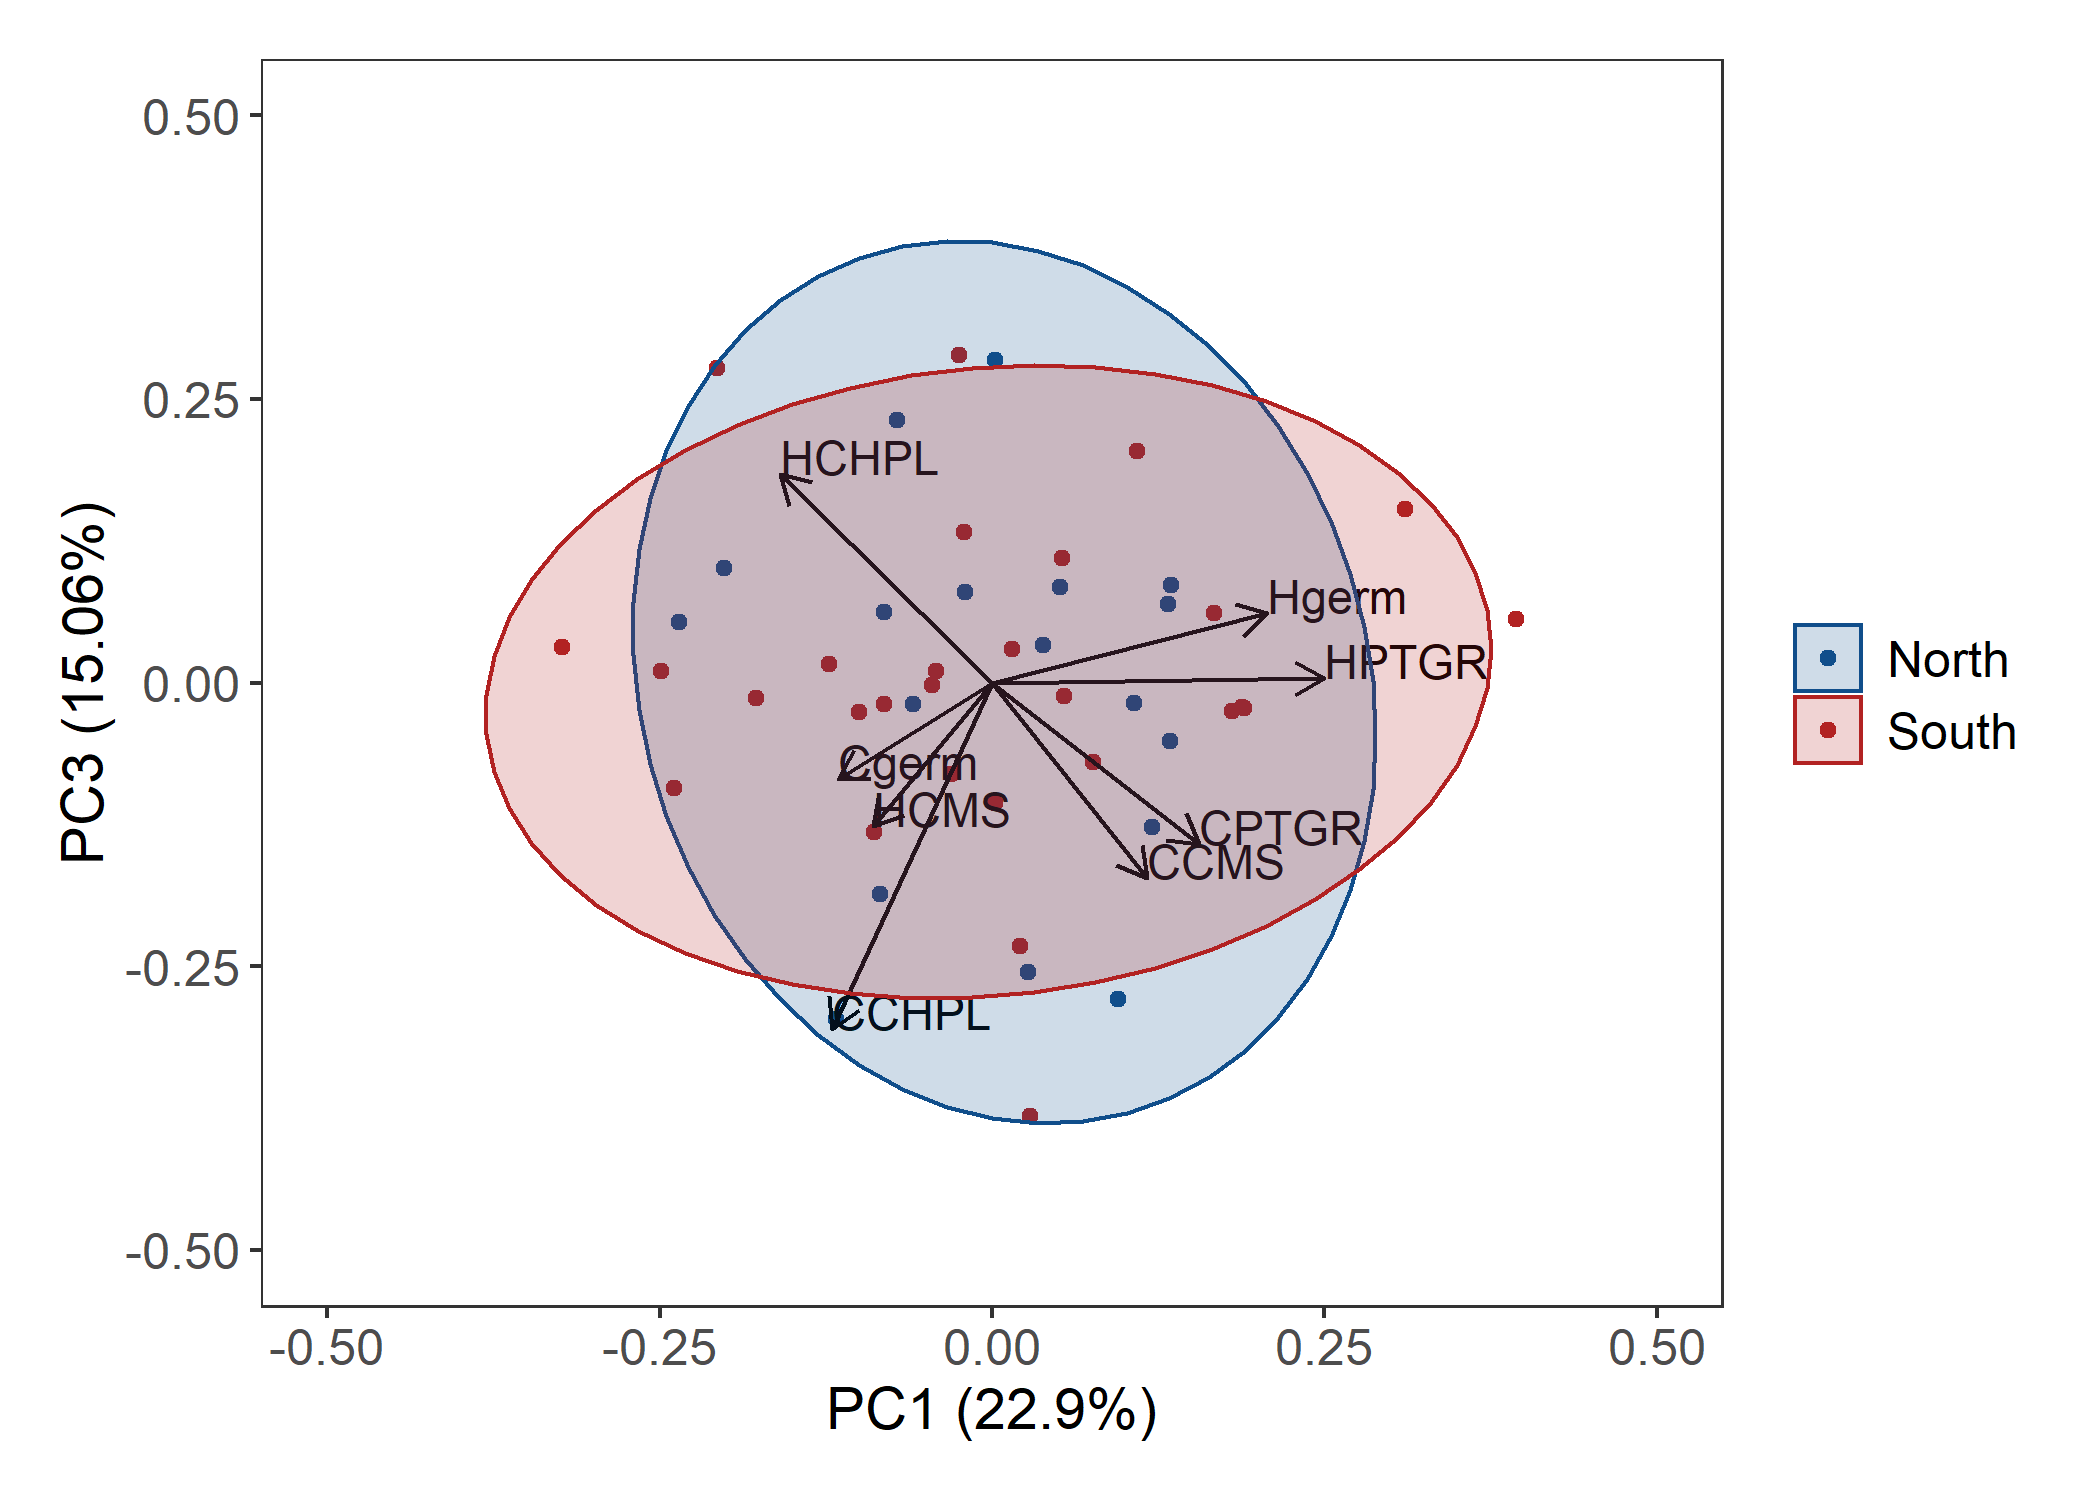 0.50
0.25
0.00
-0.25
-0.50
PC3 (15.06%)
HCHPL
Hgerm
HPTGR
Cgerm
HCMS
CPTGR
CCMS
CCHPL
North
South
-0.50
-0.25
0.00
0.25
0.50
PC1 (22.9%)